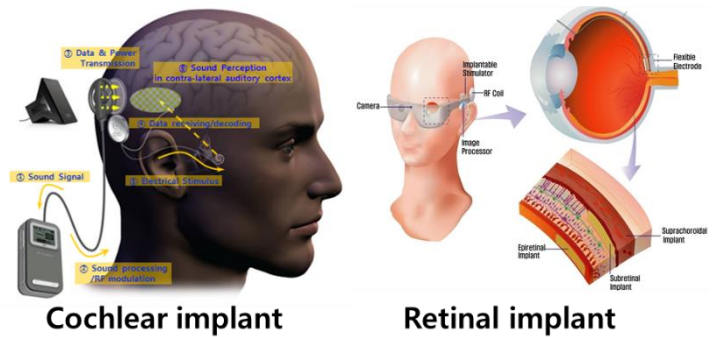 ③ Data & Power
Transmission
⑥ Sound Perception
in contra-lateral auditory cortex
④ Data receiving/decoding
① Sound Signal
⑤ Electrical Stimulus
② Sound processing
/RF modulation
Cochlear implant
Implantable
Stimulator
RF Coil
Camera
Image
Processor
Flexible
Electrode
Suprachoroidal
Implant
Epiretinal
Implant
Subretinal
Implant
Retinal implant